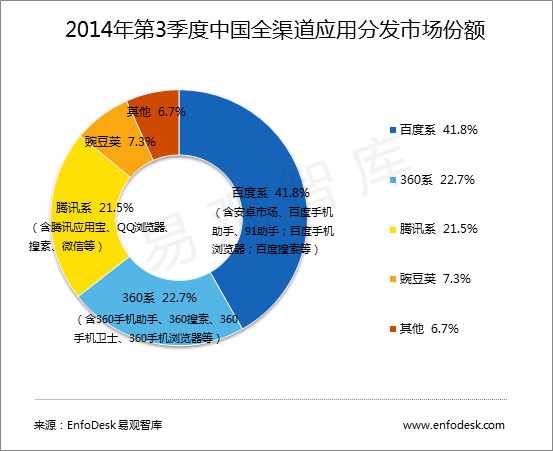 2014年第3季度中国全渠道应用分发市场份额
其他 6.7%
豌豆荚 7.3%
百度系 41.8%
（含安卓市场、百度手机
助手、91助手；百度手机
浏览器；百度搜索等）
腾讯系 21.5%
（含腾讯应用宝、QQ浏览器、
搜索、微信等）
360系 22.7%
（含360手机助手、360搜索、360
手机卫士、360手机浏览器等）
百度系 41.8%
360系 22.7%
腾讯系 21.5%
豌豆荚 7.3%
其他 6.7%
易观智库
来源：EnfoDesk 易观智库
www.enfodesk.com